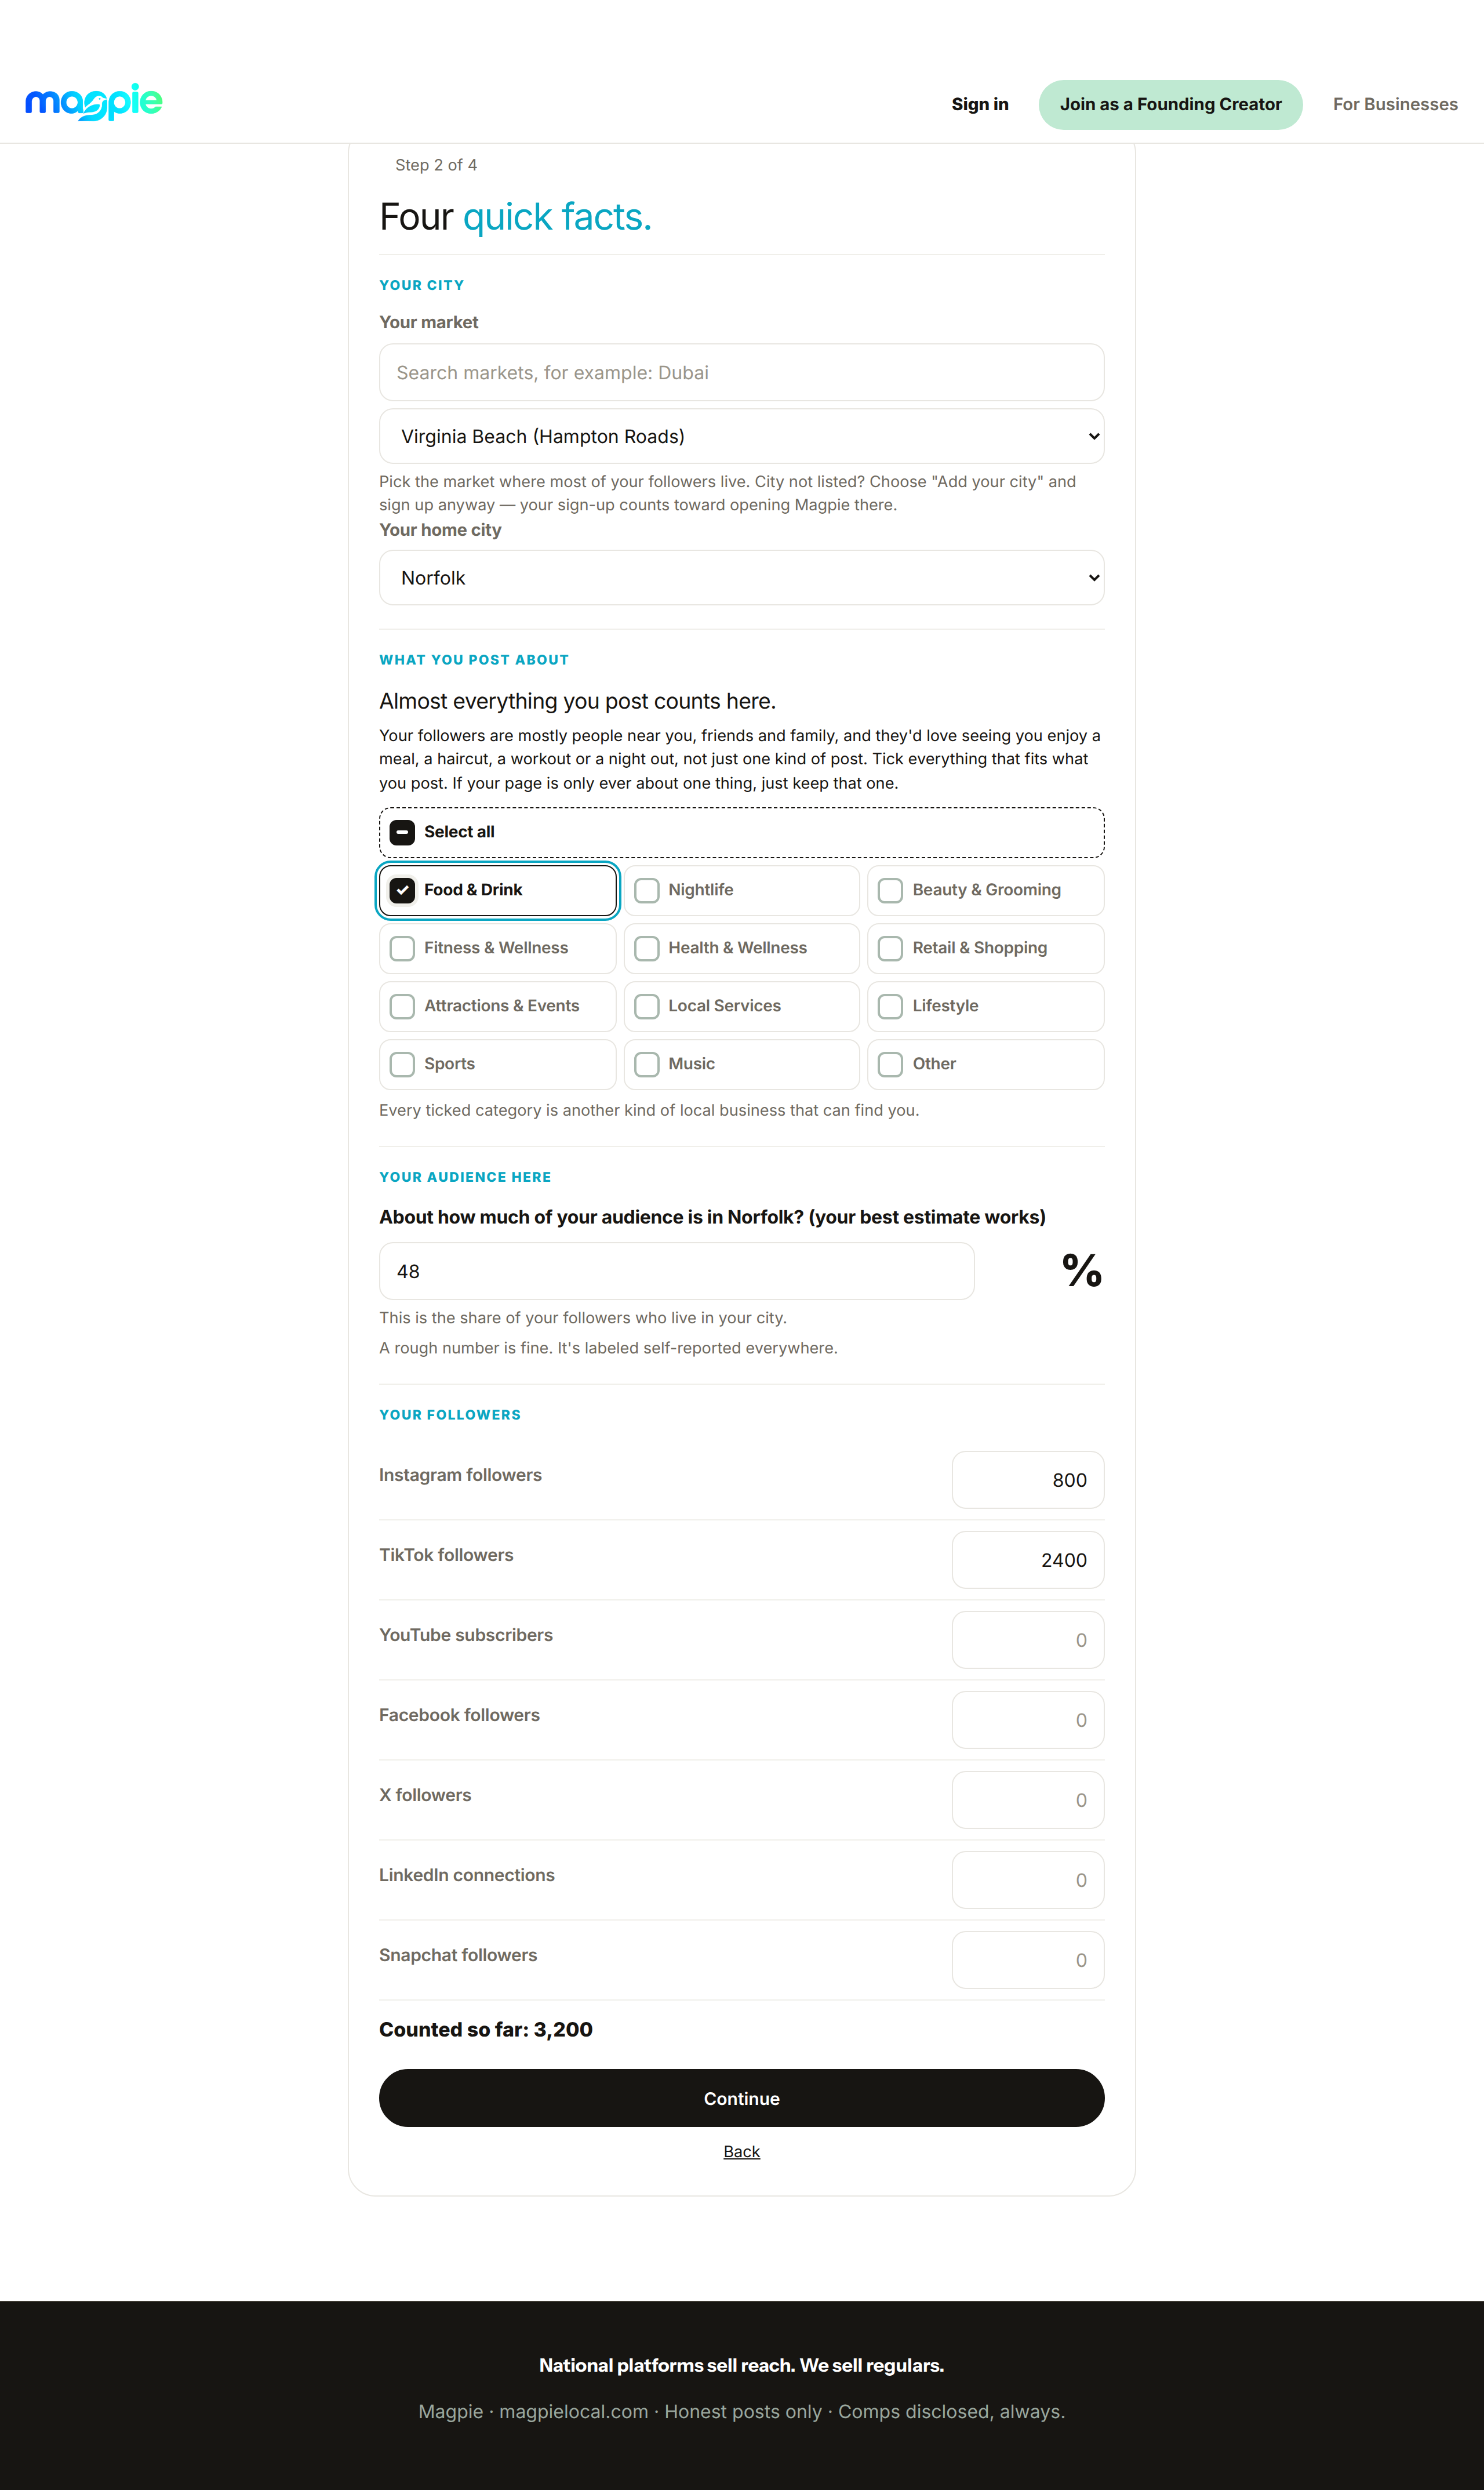 magpie
Sign in
Join as a Founding Creator
For Businesses
Step 2 of 4
Four quick facts.
YOUR CITY
Your market
Search markets, for example: Dubai
Virginia Beach (Hampton Roads)
Pick the market where most of your followers live. City not listed? Choose "Add your city" and
sign up anyway — your sign-up counts toward opening Magpie there.
Your home city
Norfolk
WHAT YOU POST ABOUT
Almost everything you post counts here.
Your followers are mostly people near you, friends and family, and they'd love seeing you enjoy a
meal, a haircut, a workout or a night out, not just one kind of post. Tick everything that fits what
you post. If your page is only ever about one thing, just keep that one.
Select all
Food & Drink
Nightlife
Beauty & Grooming
Fitness & Wellness
Health & Wellness
Retail & Shopping
Attractions & Events
Local Services
Lifestyle
Sports
Music
Other
Every ticked category is another kind of local business that can find you.
YOUR AUDIENCE HERE
About how much of your audience is in Norfolk? (your best estimate works)
48
%
This is the share of your followers who live in your city.
A rough number is fine. It's labeled self-reported everywhere.
YOUR FOLLOWERS
Instagram followers
800
TikTok followers
2400
YouTube subscribers
0
Facebook followers
0
X followers
0
LinkedIn connections
0
Snapchat followers
0
Counted so far: 3,200
Continue
Back
National platforms sell reach. We sell regulars.
Magpie · magpielocal.com · Honest posts only · Comps disclosed, always.